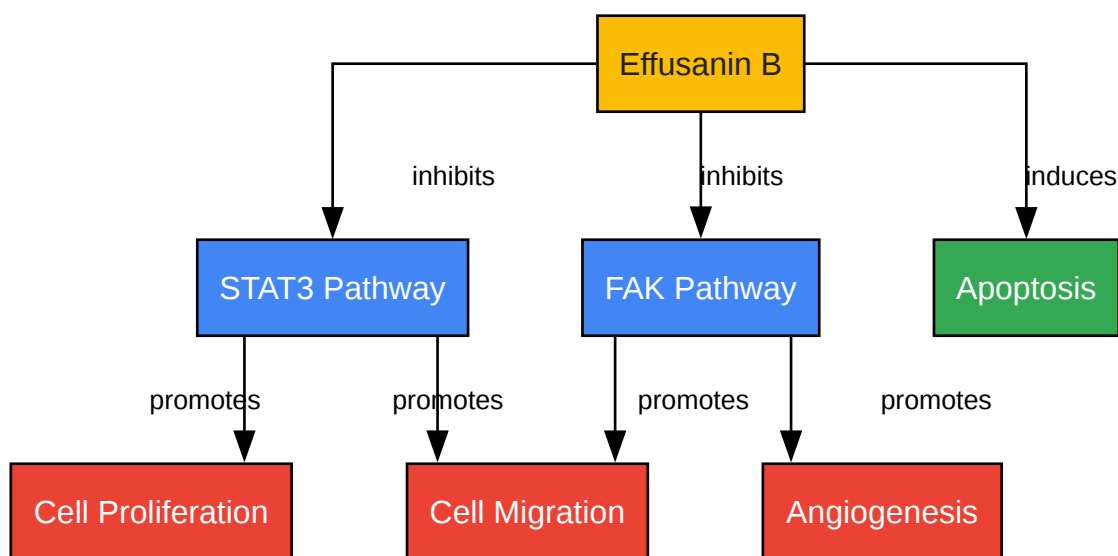 Effusanin B
inhibits
inhibits
induces
STAT3 Pathway
FAK Pathway
Apoptosis
promotes
promotes
promotes
promotes
Cell Proliferation
Cell Migration
Angiogenesis